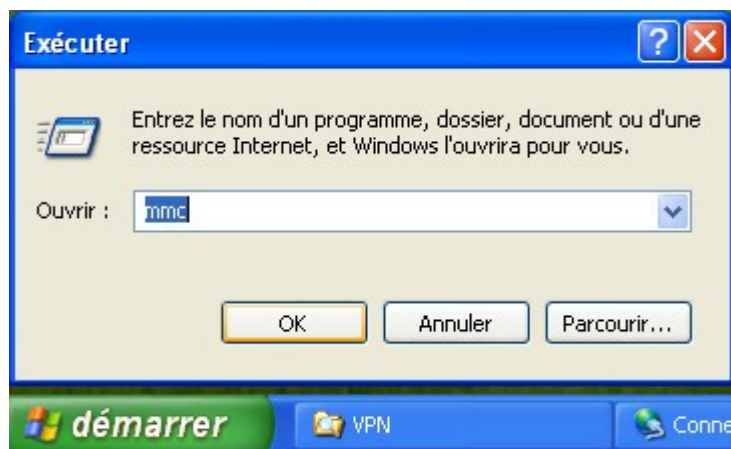 Exécuter
Entrez le nom d'un programme, dossier, document ou d'une
ressource Internet, et Windows l'ouvrira pour vous.
Ouvrir : mmc
OK Annuler Parcourir...
démarrer VPN Conne